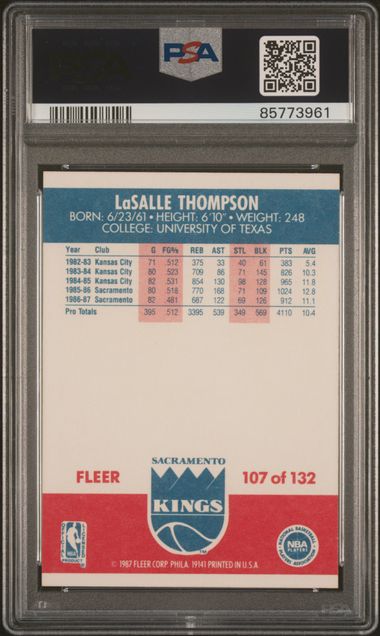 PSA
85773961
LaSALLE THOMPSON
BORN: 6/23/61 • HEIGHT: 6'10" • WEIGHT: 248
COLLEGE: UNIVERSITY OF TEXAS
Year Club G FG% REB AST STL BLK PTS AVG
1982-83 Kansas City 71 .512 375 33 40 61 383 5.4
1983-84 Kansas City 80 .523 709 86 71 145 826 10.3
1984-85 Kansas City 82 .531 854 130 98 128 965 11.8
1985-86 Sacramento 80 .518 770 168 71 109 1024 12.8
1986-87 Sacramento 82 .481 687 122 69 126 912 11.1
Pro Totals 395 .512 3395 539 349 569 4110 10.4
SACRAMENTO
FLEER 107 of 132
KINGS
TM
NBA
PLAYERS
© 1987 FLEER CORP. PHILA. 19141 PRINTED IN U.S.A.